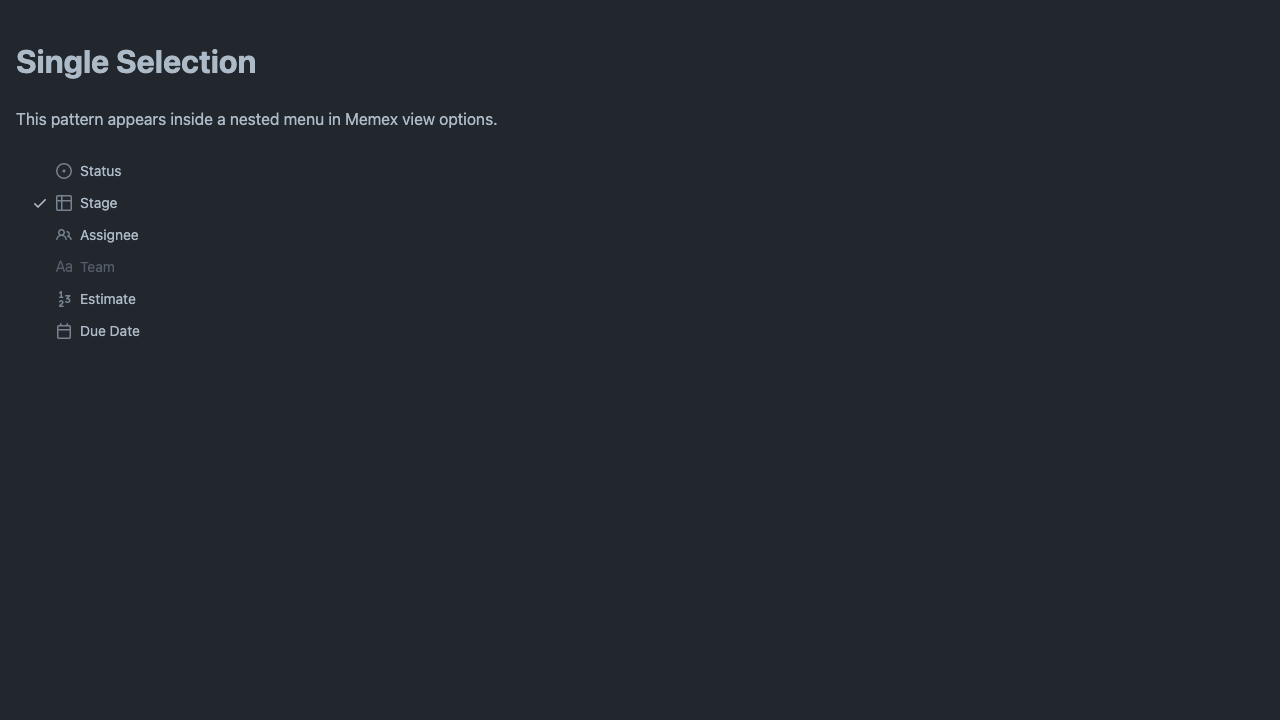 Single Selection
This pattern appears inside a nested menu in Memex view options.
Status
Stage
Assignee
Aa Team
Estimate
Due Date